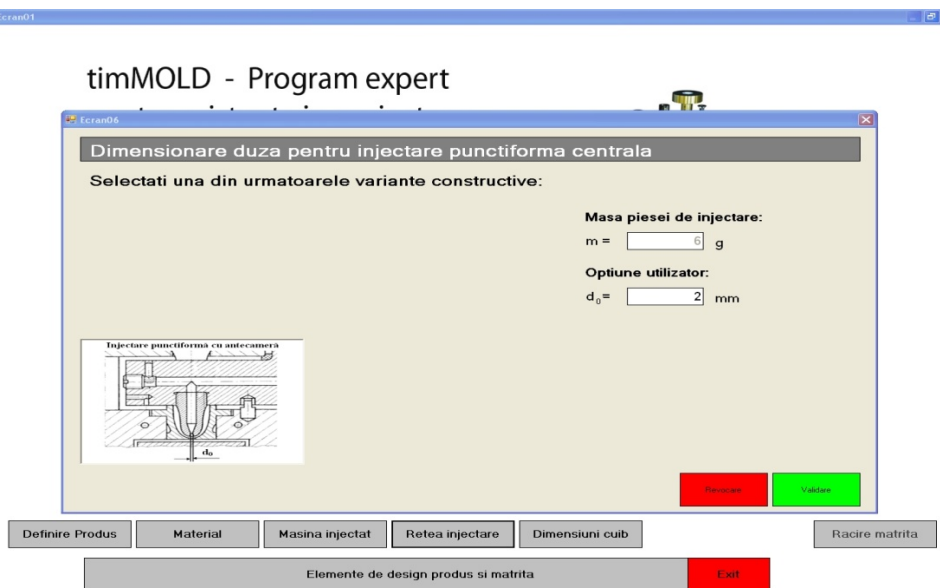 Ecran01
timMOLD - Program expert
Ecran06
Dimensionare duza pentru injectare punctiforma centrala
Selectati una din urmatoarele variante constructive:
Masa piesei de injectare:
m = 6 g
Optiune utilizator:
d₀= 2 mm
Injectare punctiformă cu antecameră
d₀
Revocare
Validare
Definire Produs
Material
Masina injectat
Retea injectare
Dimensiuni cuib
Racire matrita
Elemente de design produs si matrita
Exit